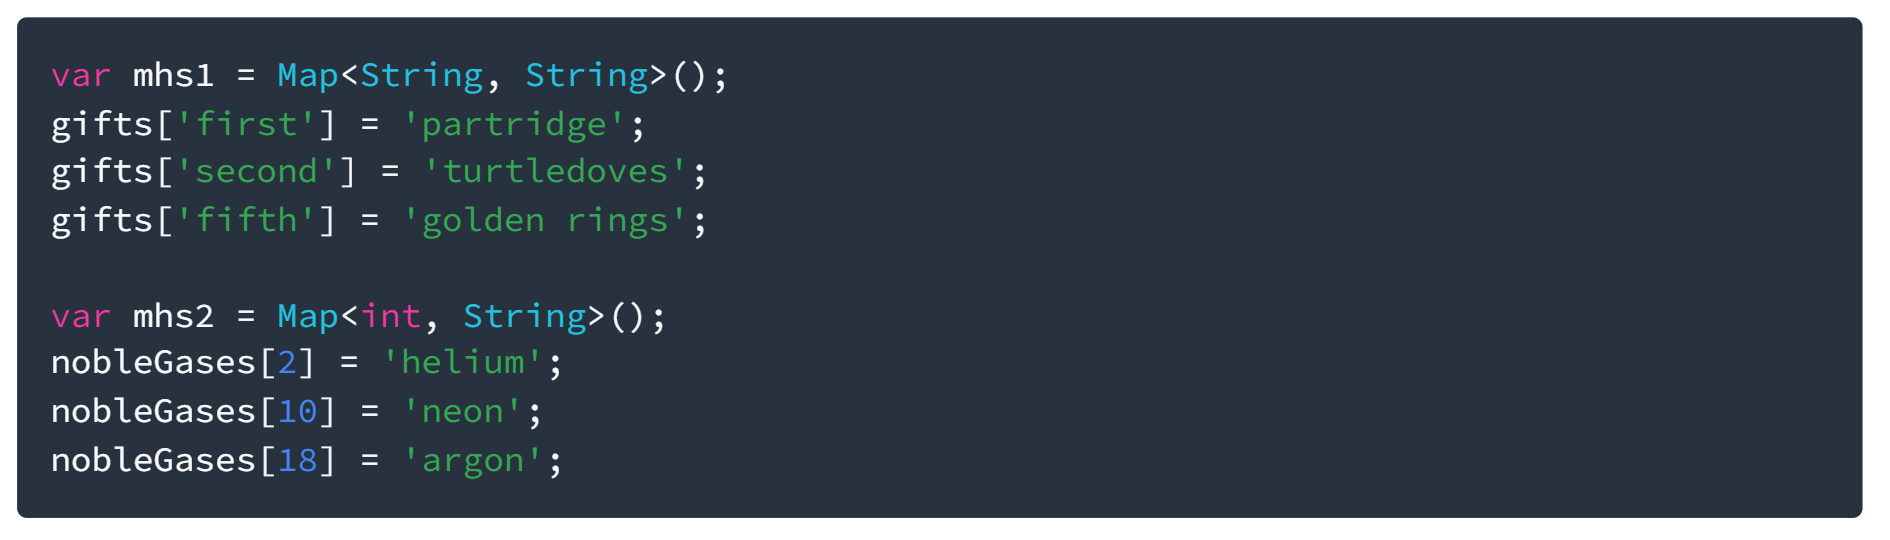 var mhs1 = Map<String, String>();
gifts['first'] = 'partridge';
gifts['second'] = 'turtledoves';
gifts['fifth'] = 'golden rings';

var mhs2 = Map<int, String>();
nobleGases[2] = 'helium';
nobleGases[10] = 'neon';
nobleGases[18] = 'argon';